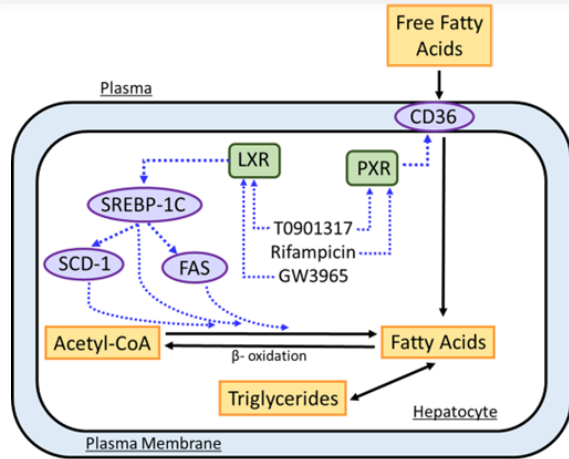 Free Fatty
Acids
Plasma
CD36
LXR
PXR
SREBP-1C
T0901317
Rifampicin
GW3965
SCD-1
FAS
Acetyl-CoA
Fatty Acids
β- oxidation
Triglycerides
Hepatocyte
Plasma Membrane